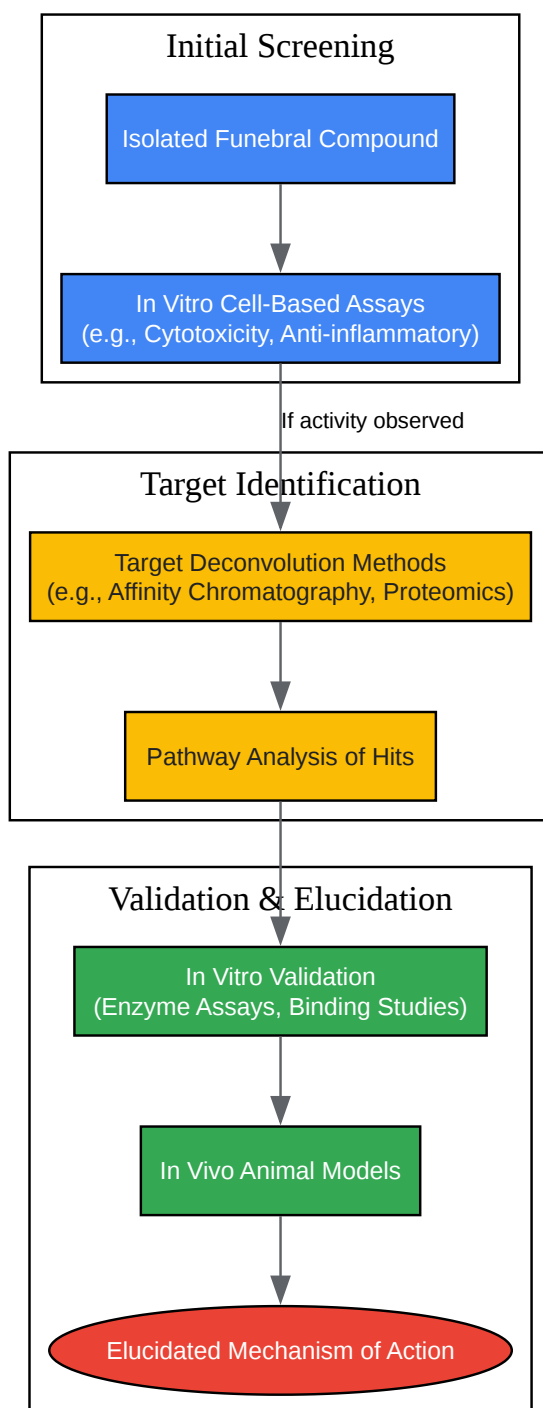 Initial Screening
Isolated Funebral Compound
In Vitro Cell-Based Assays
(e.g., Cytotoxicity, Anti-inflammatory)
If activity observed
Target Identification
Target Deconvolution Methods
(e.g., Affinity Chromatography, Proteomics)
Pathway Analysis of Hits
Validation & Elucidation
In Vitro Validation
(Enzyme Assays, Binding Studies)
In Vivo Animal Models
Elucidated Mechanism of Action